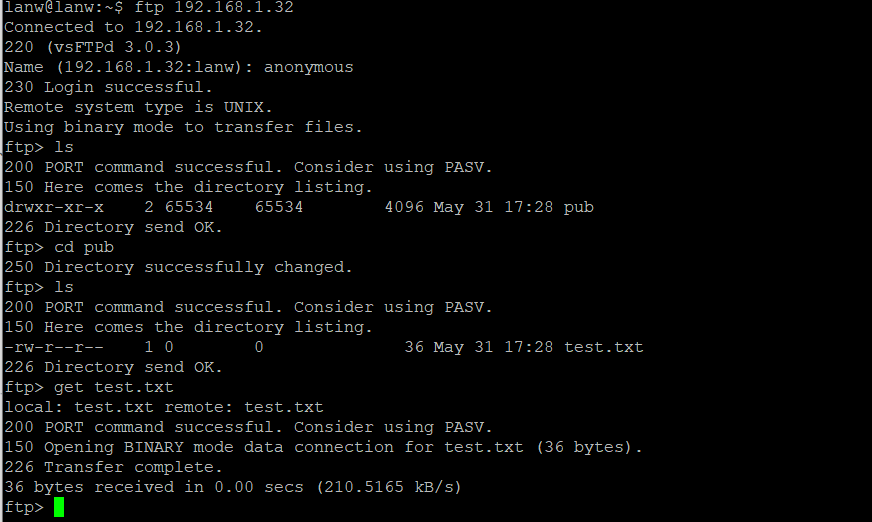 lanw@lanw:~$ ftp 192.168.1.32
Connected to 192.168.1.32.
220 (vsFTPd 3.0.3)
Name (192.168.1.32:lanw): anonymous
230 Login successful.
Remote system type is UNIX.
Using binary mode to transfer files.
ftp> ls
200 PORT command successful. Consider using PASV.
150 Here comes the directory listing.
drwxr-xr-x    2 65534    65534        4096 May 31 17:28 pub
226 Directory send OK.
ftp> cd pub
250 Directory successfully changed.
ftp> ls
200 PORT command successful. Consider using PASV.
150 Here comes the directory listing.
-rw-r--r--    1 0        0              36 May 31 17:28 test.txt
226 Directory send OK.
ftp> get test.txt
local: test.txt remote: test.txt
200 PORT command successful. Consider using PASV.
150 Opening BINARY mode data connection for test.txt (36 bytes).
226 Transfer complete.
36 bytes received in 0.00 secs (210.5165 kB/s)
ftp>